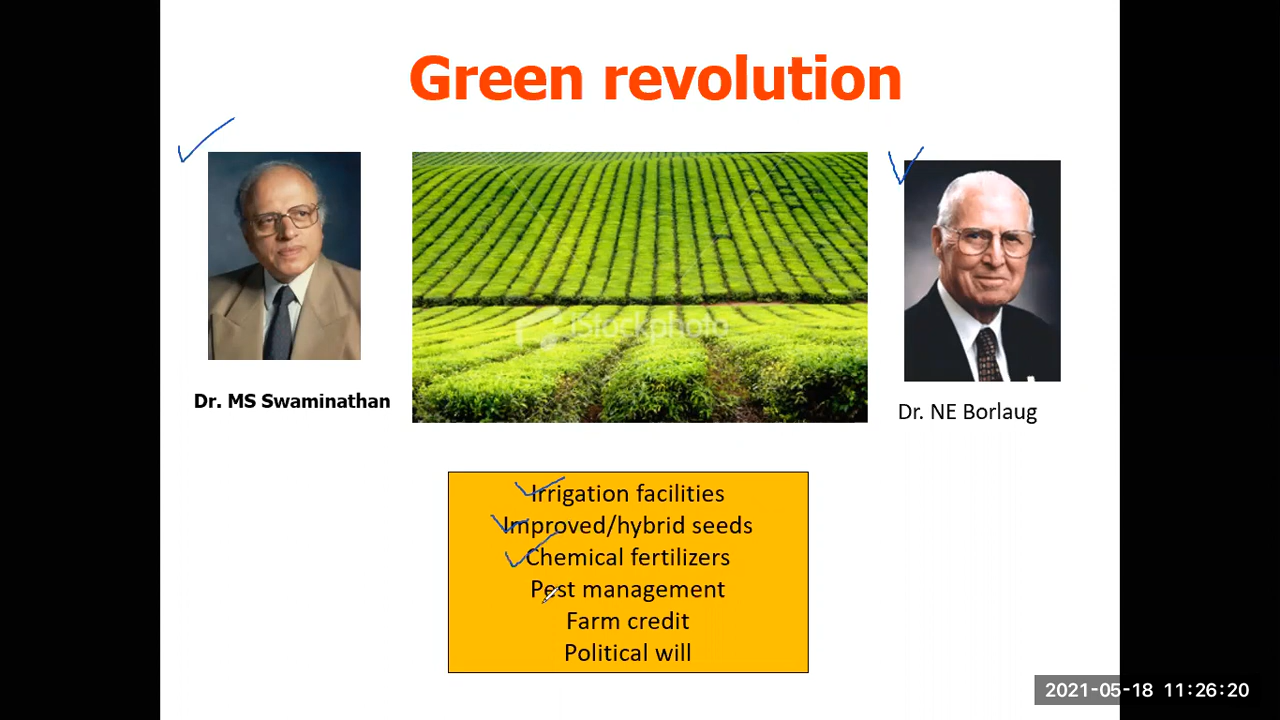 Green revolution
iStockphoto
Dr. MS Swaminathan
Dr. NE Borlaug
Irrigation facilities
Improved/hybrid seeds
Chemical fertilizers
Pest management
Farm credit
Political will
2021-05-18 11:26:20